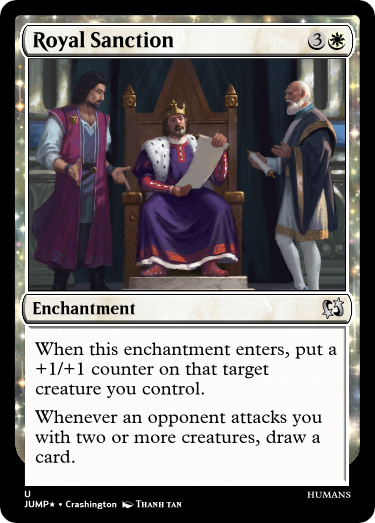 Royal Sanction 3
Enchantment
When this enchantment enters, put a
+1/+1 counter on that target
creature you control.
Whenever an opponent attacks you
with two or more creatures, draw a
card.
U
JUMP★ • Crashington THANH TAN
HUMANS